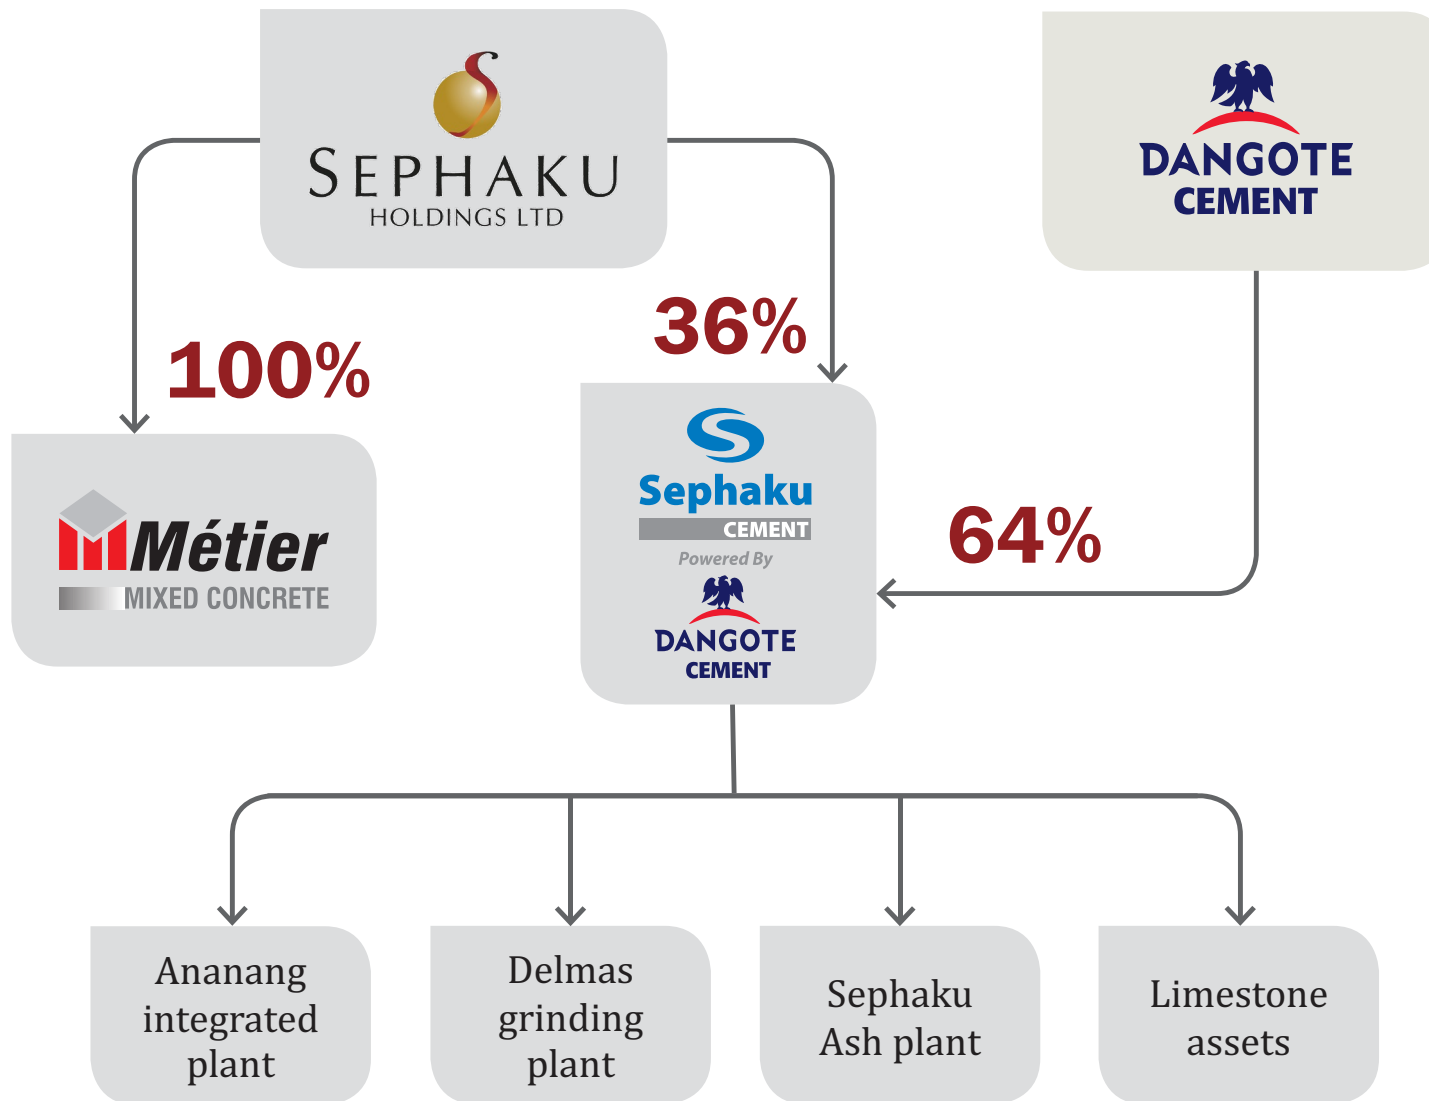 SEPHAKU
HOLDINGS LTD
DANGOTE
CEMENT
100%
36%
Métier
MIXED CONCRETE
Sephaku
CEMENT
Powered By
DANGOTE
CEMENT
64%
Ananang
integrated
plant
Delmas
grinding
plant
Sephaku
Ash plant
Limestone
assets